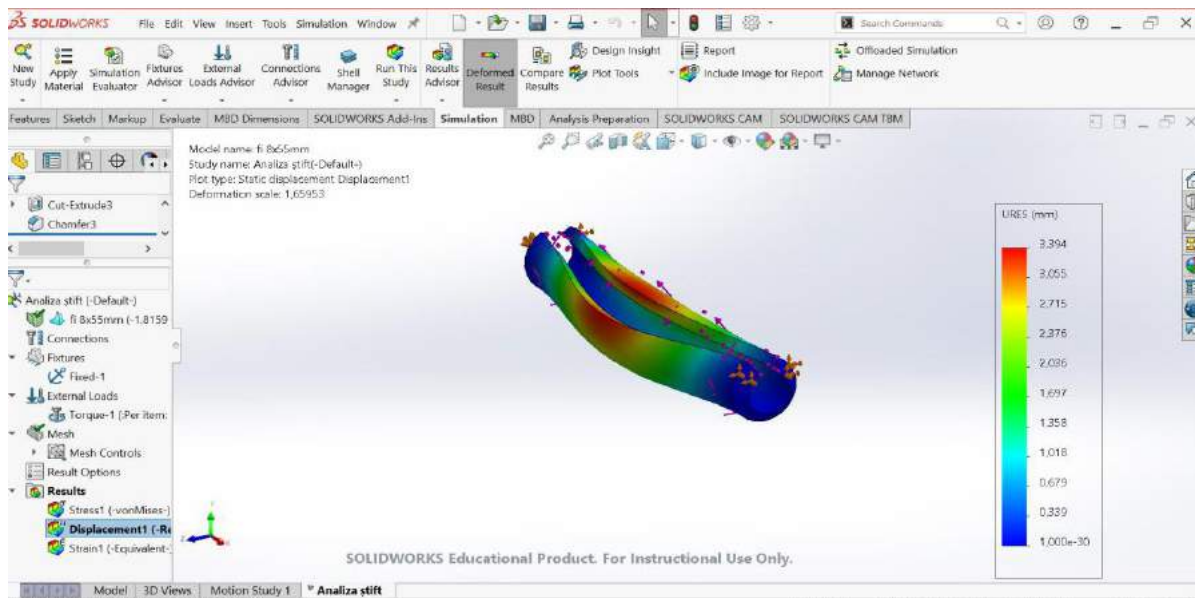 SOLIDWORKS File Edit View Insert Tools Simulation Window Search Commands
New Study
Apply Material
Simulation Evaluator
Fixtures Advisor
External Loads Advisor
Connections Advisor
Shell Manager
Run This Study
Results Advisor
Deformed Result
Compare Results
Design Insight
Plot Tools
Report
Include Image for Report
Offloaded Simulation
Manage Network
Features Sketch Markup Evaluate MBD Dimensions SOLIDWORKS Add-Ins Simulation MBD Analysis Preparation SOLIDWORKS CAM SOLIDWORKS CAM TBM
Model name: fi 8x55mm
Study name: Analiza ştift(-Default-)
Plot type: Static displacement Displacement1
Deformation scale: 1,65953
Cut-Extrude3
Chamfer3
Analiza stift (-Default-)
fi 8x55mm (-1.8159
Connections
Fixtures
Fixed-1
External Loads
Torque-1 (:Per item:
Mesh
Mesh Controls
Result Options
Results
Stress1 (-vonMises-)
Displacement1 (-Re
Strain1 (-Equivalent-
URES (mm)
3.394
3,055
2,715
2,376
2,036
1,697
1,358
1,018
0,679
0,339
1,000e-30
SOLIDWORKS Educational Product. For Instructional Use Only.
Model 3D Views Motion Study 1 Analiza ştift